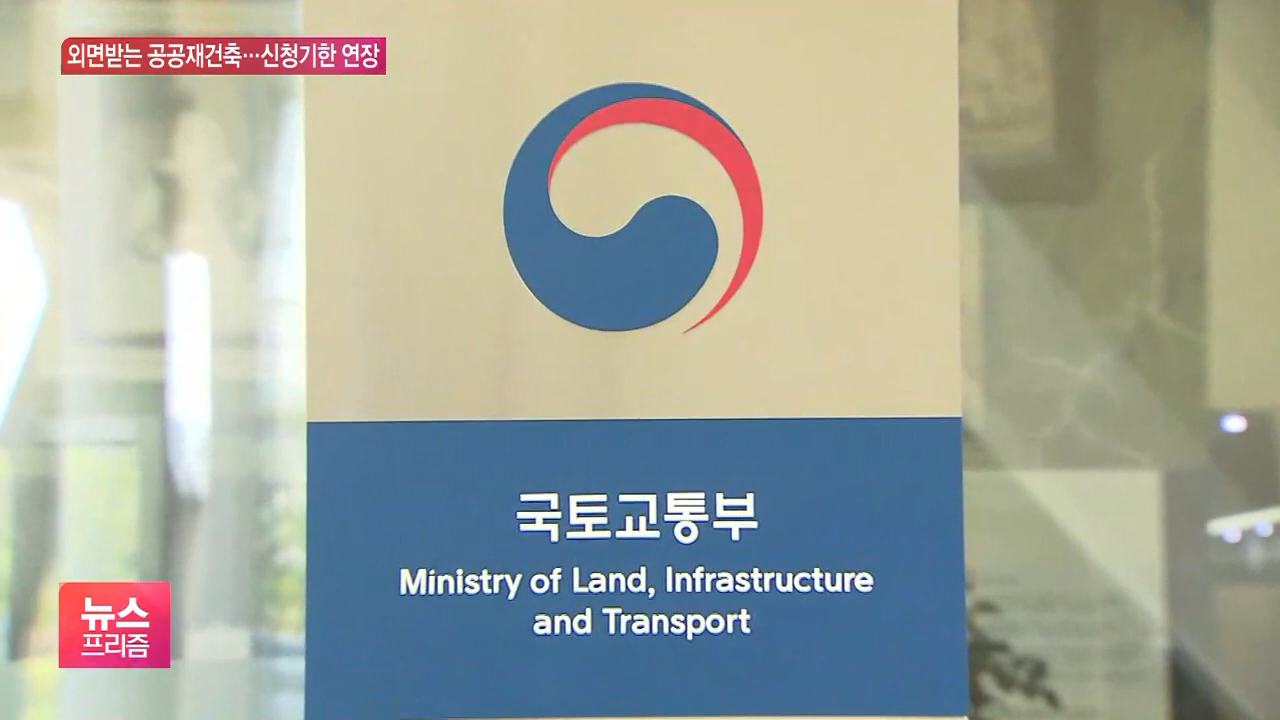 외면받는 공공재건축…신청기한 연장
국토교통부
Ministry of Land, Infrastructure
and Transport
뉴스
프리즘